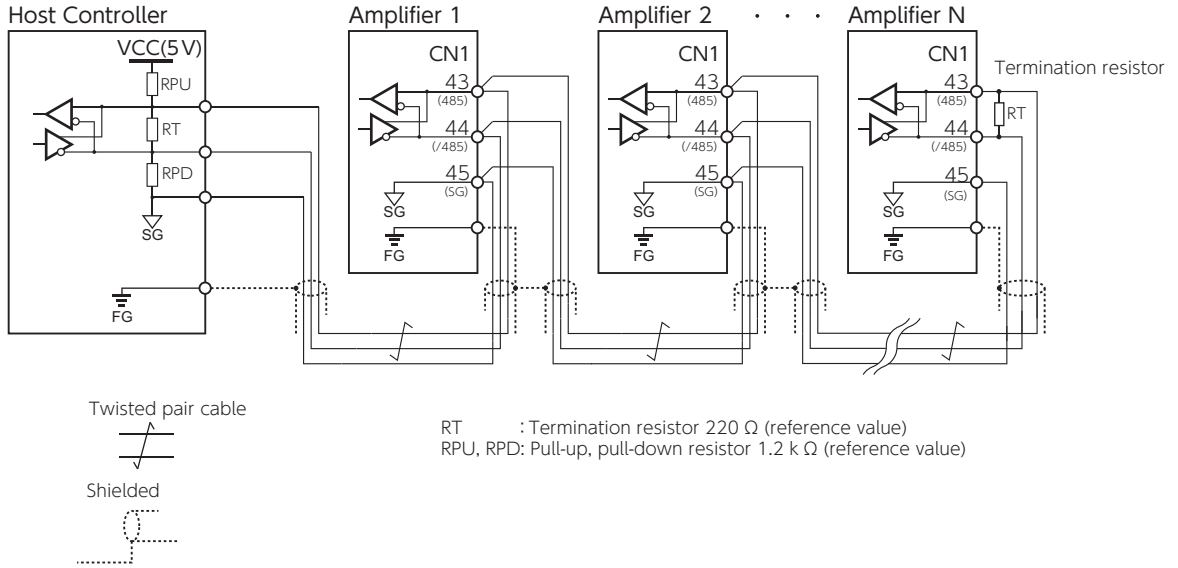 Host Controller
VCC(5 V)
RPU
RT
RPD
SG
FG
Amplifier 1
CN1
43
(485)
44
(/485)
45
(SG)
SG
FG
Amplifier 2
CN1
43
(485)
44
(/485)
45
(SG)
SG
FG
· · ·
Amplifier N
CN1
43
(485)
44
(/485)
45
(SG)
SG
FG
Termination resistor
RT
Twisted pair cable
Shielded
RT : Termination resistor 220 Ω (reference value)
RPU, RPD: Pull-up, pull-down resistor 1.2 k Ω (reference value)